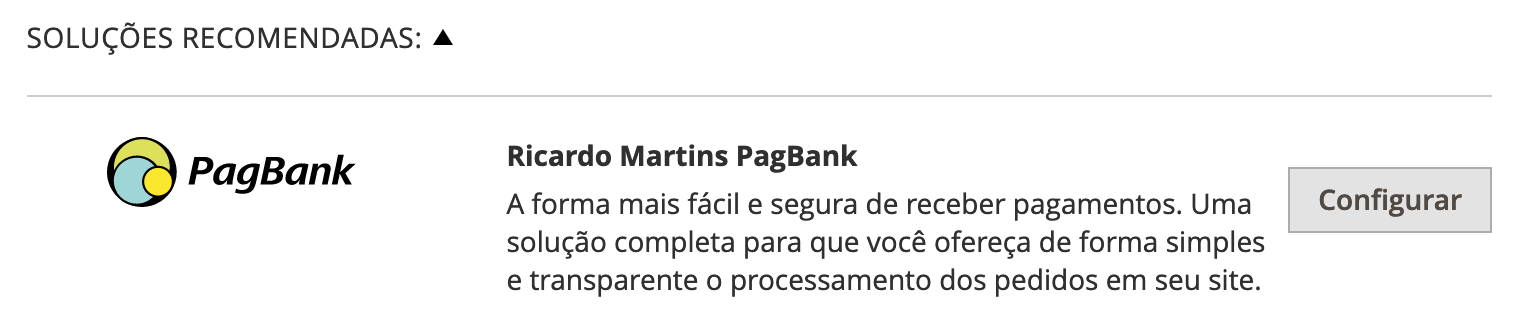 SOLUÇÕES RECOMENDADAS: ▲
PagBank
Ricardo Martins PagBank
A forma mais fácil e segura de receber pagamentos. Uma
solução completa para que você ofereça de forma simples
e transparente o processamento dos pedidos em seu site.
Configurar